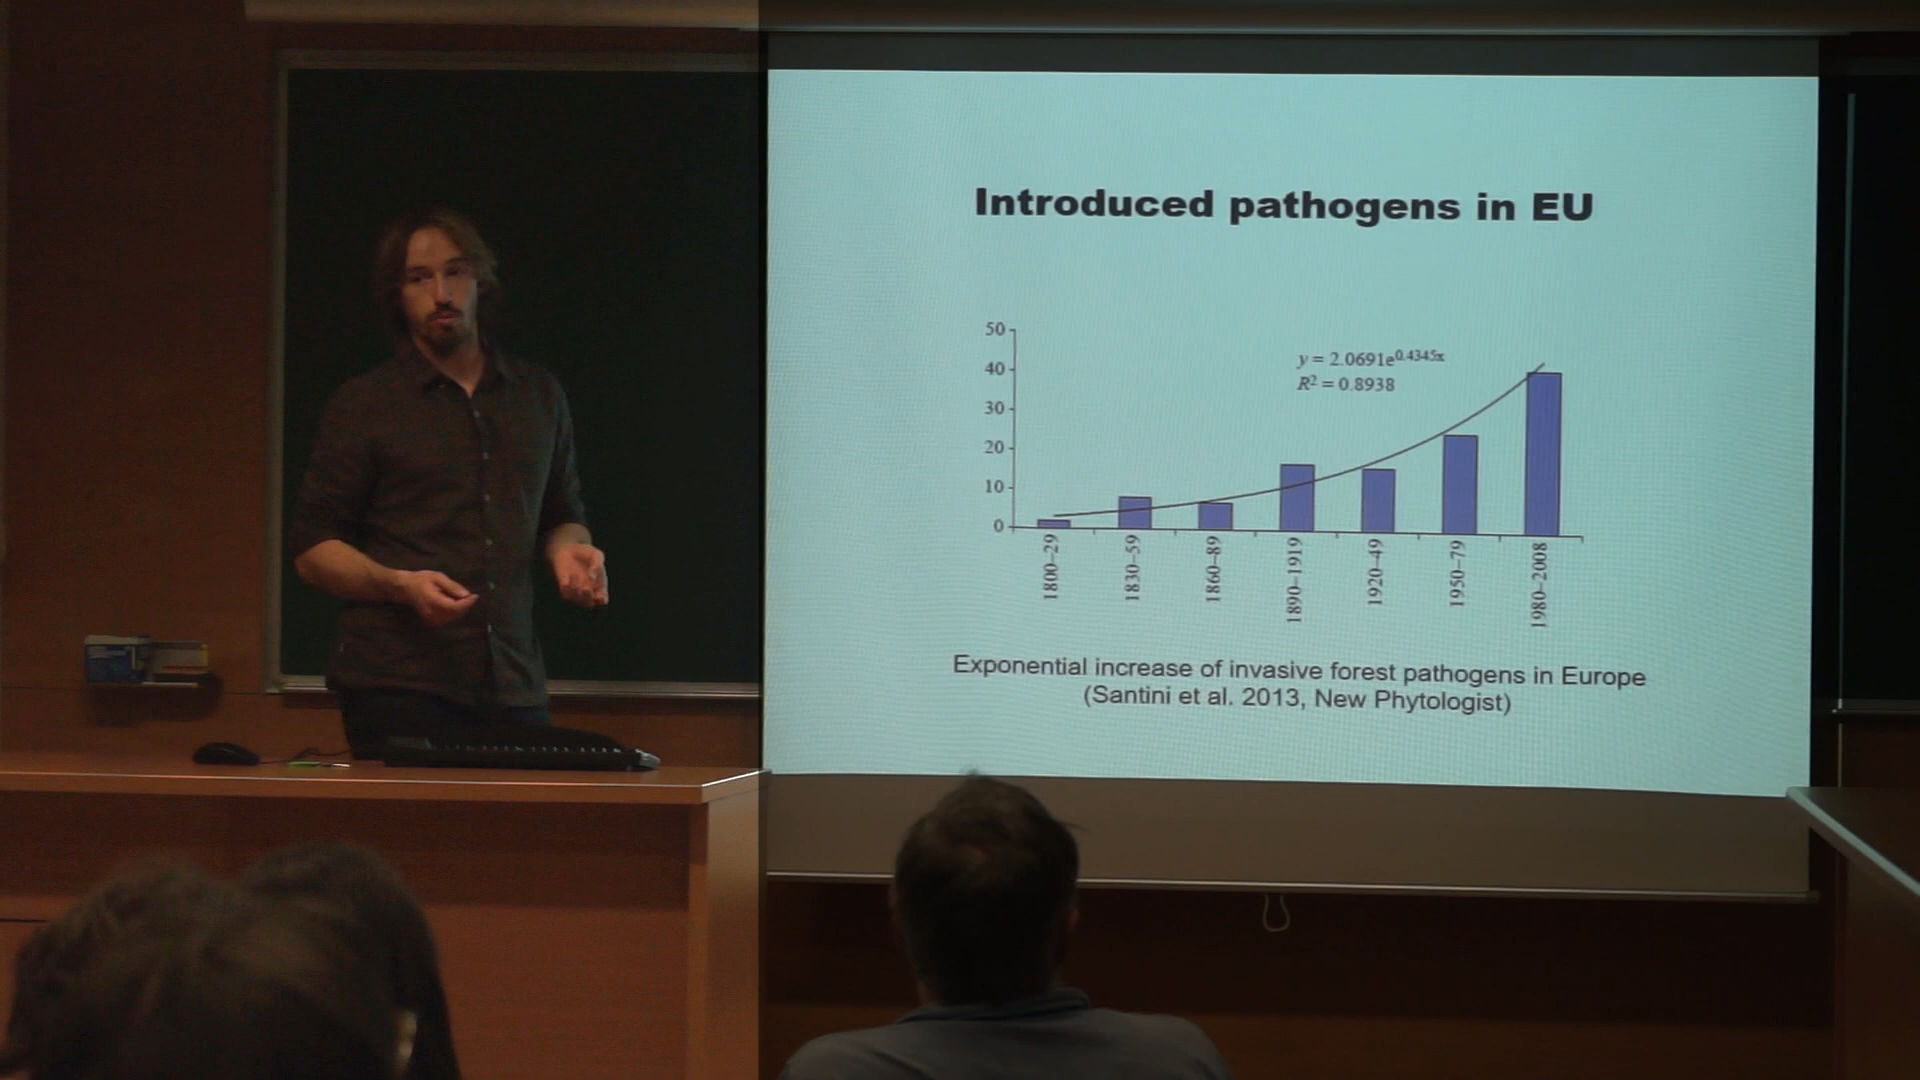 Introduced pathogens in EU
50
40
30
20
10
0
y = 2.0691e^0.4345x
R² = 0.8938
1800–29
1830–59
1860–89
1890–1919
1920–49
1950–79
1980–2008
Exponential increase of invasive forest pathogens in Europe
(Santini et al. 2013, New Phytologist)